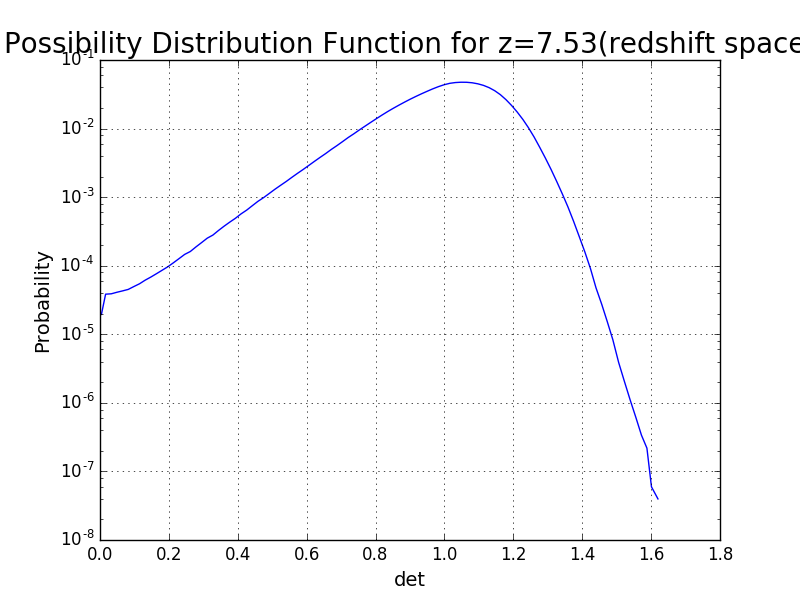 Possibility Distribution Function for z=7.53(redshift space
10^-1
10^-2
10^-3
10^-4
10^-5
10^-6
10^-7
10^-8
Probability
0.0 0.2 0.4 0.6 0.8 1.0 1.2 1.4 1.6 1.8
det